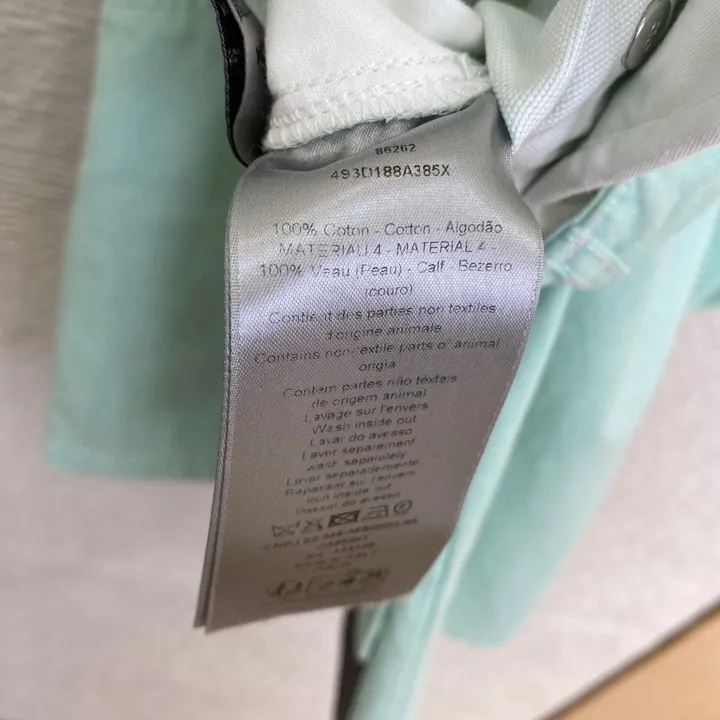 86262
493D188A385X
100% Coton - Cotton - Algodão
MATERIAU 4 - MATERIAL 4 -
100% Veau (Peau) - Calf - Bezerro
(couro)
Contient des parties non textiles
d'origine animale
Contains non-textile parts of animal
origia
Contem partes não têxteis
de origem animal
Lavage sur l'envers
Wash inside out
Lavar do avesso
Laver separement
wash separately
Lavar separadamente
Repasser sur l'envers
Iron inside out
Passar do avesso